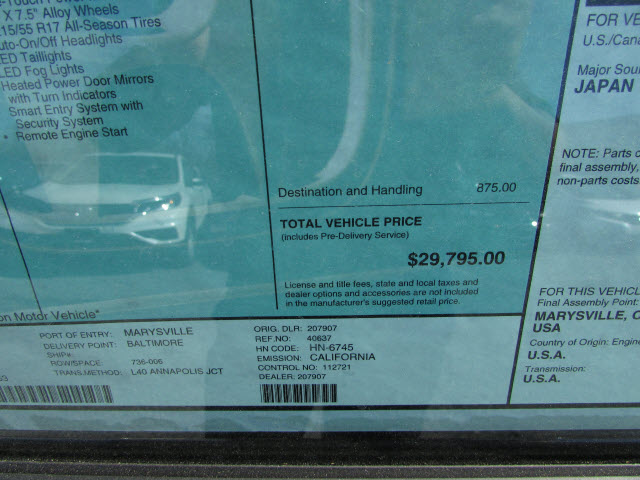 X 7.5" Alloy Wheels
15/55 R17 All-Season Tires
uto-On/Off Headlights
ED Taillights
ED Fog Lights
Heated Power Door Mirrors
with Turn Indicators
Smart Entry System with
Security System
• Remote Engine Start
Destination and Handling 875.00
TOTAL VEHICLE PRICE
(includes Pre-Delivery Service)
$29,795.00
License and title fees, state and local taxes and
dealer options and accessories are not included
in the manufacturer's suggested retail price.
on Motor Vehicle"
PORT OF ENTRY: MARYSVILLE
DELIVERY POINT: BALTIMORE
SHIP#:
ROW/SPACE: 736-006
TRANS.METHOD: L40 ANNAPOLIS JCT
ORIG. DLR: 207907
REF.NO: 40637
HN CODE: HN-6745
EMISSION: CALIFORNIA
CONTROL NO: 112721
DEALER: 207907
FOR VE
U.S./Cana
Major Sour
JAPAN
NOTE: Parts c
final assembly,
non-parts costs
FOR THIS VEHICL
Final Assembly Point:
MARYSVILLE, O
USA
Country of Origin: Engine
U.S.A.
Transmission:
U.S.A.